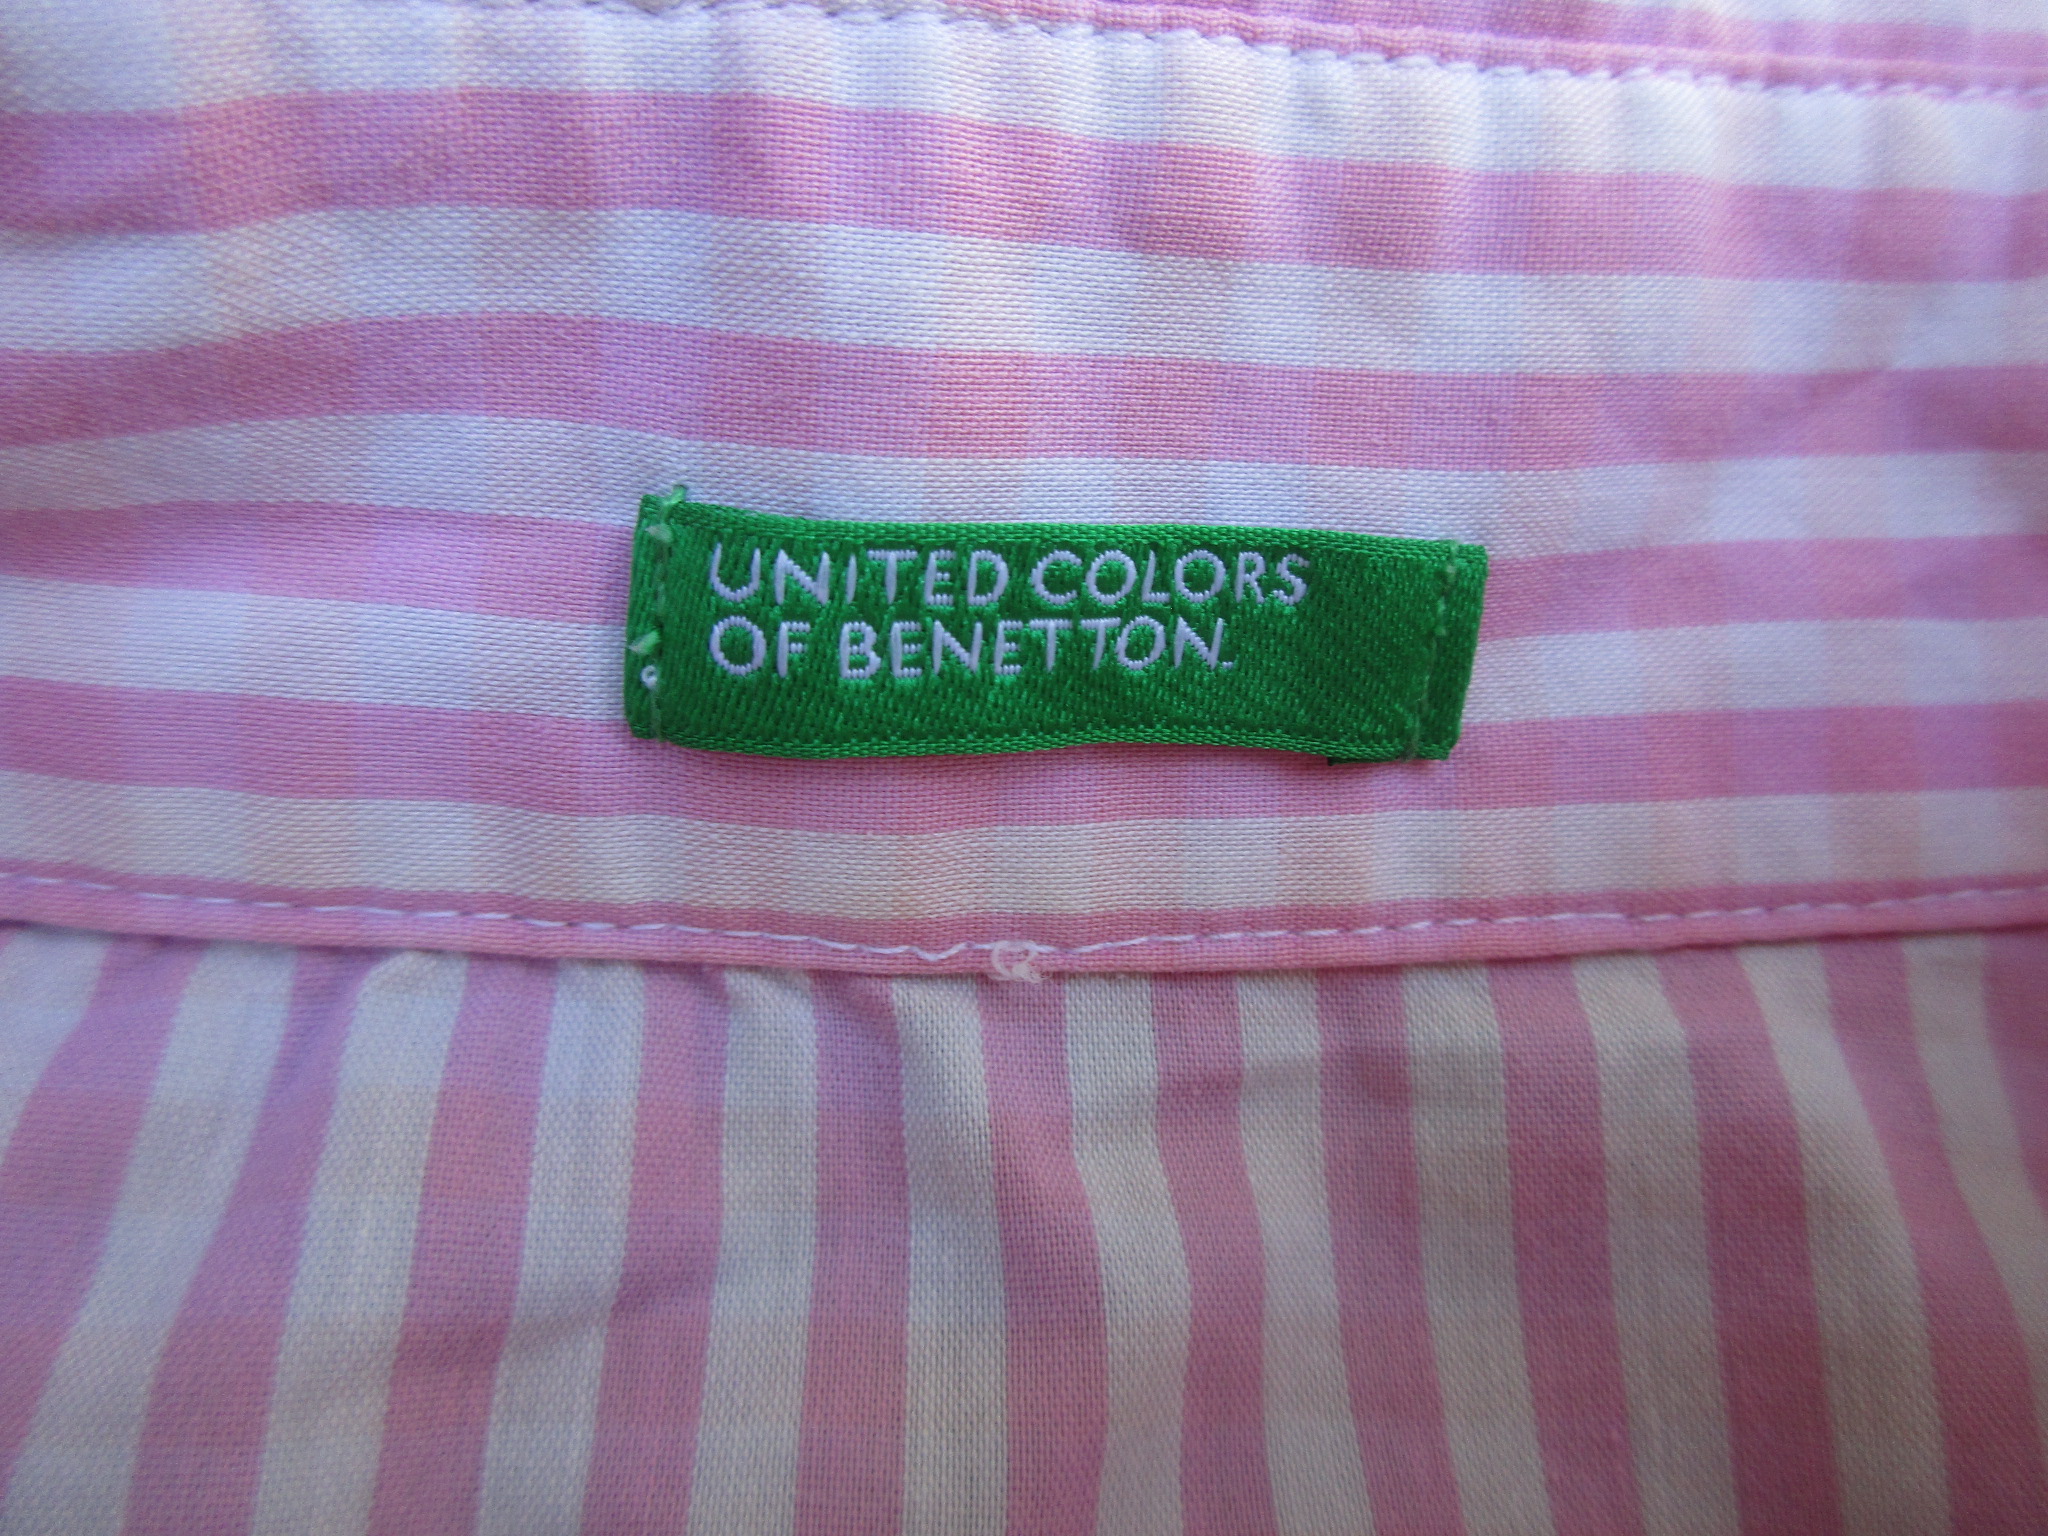 UNITED COLORS
OF BENETTON.